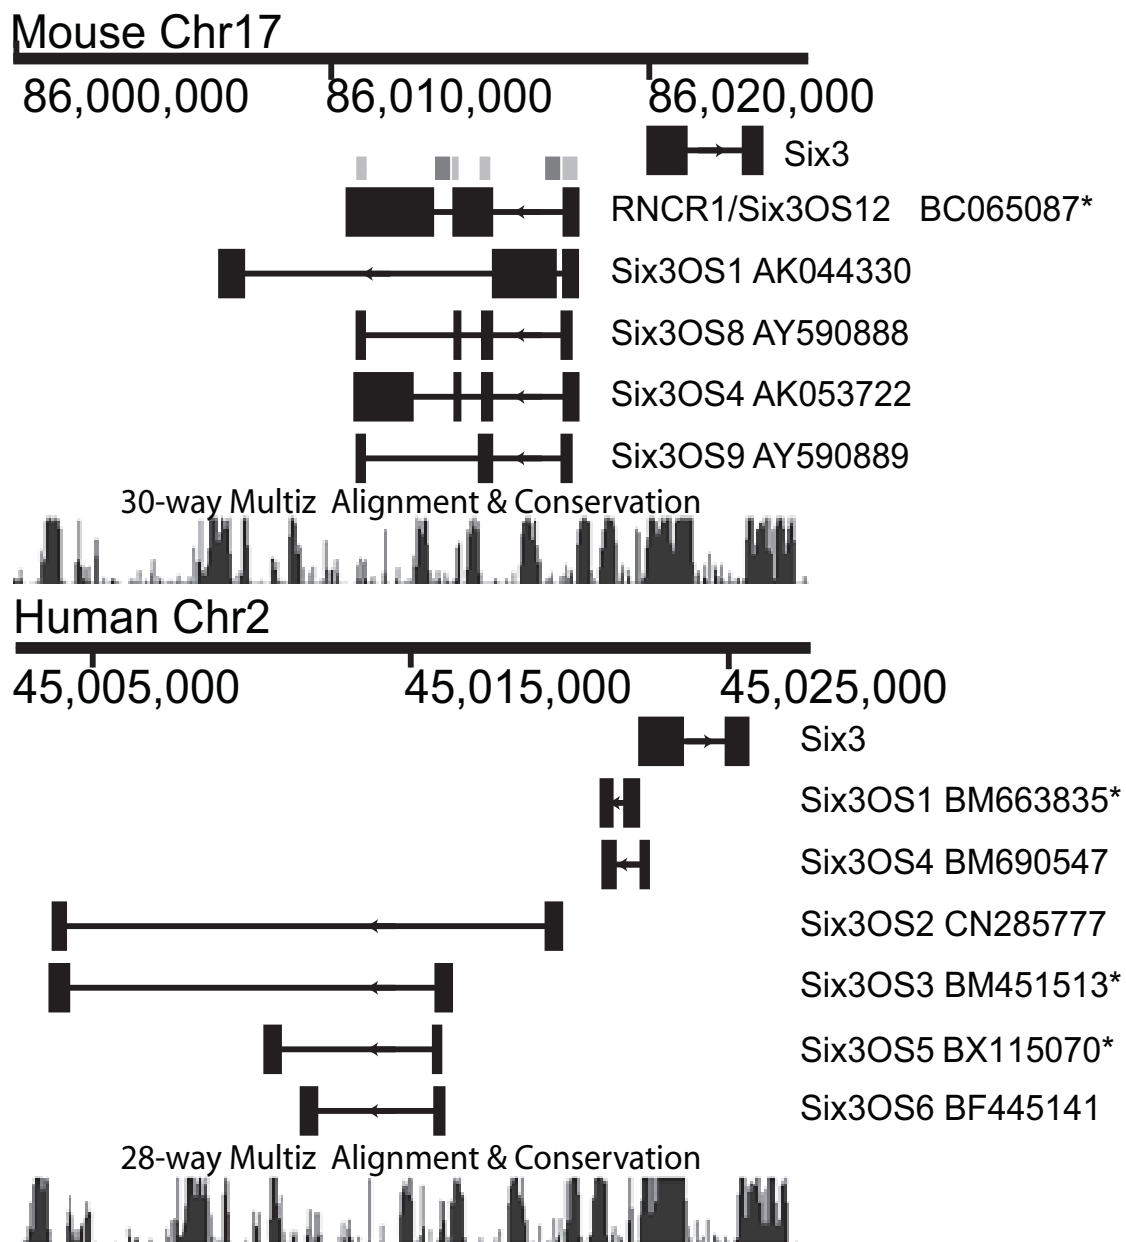 Mouse Chr17
86,000,000 86,010,000 86,020,000
Six3
RNCR1/Six3OS12 BC065087*
Six3OS1 AK044330
Six3OS8 AY590888
Six3OS4 AK053722
Six3OS9 AY590889
30-way Multiz Alignment & Conservation
Human Chr2
45,005,000 45,015,000 45,025,000
Six3
Six3OS1 BM663835*
Six3OS4 BM690547
Six3OS2 CN285777
Six3OS3 BM451513*
Six3OS5 BX115070*
Six3OS6 BF445141
28-way Multiz Alignment & Conservation